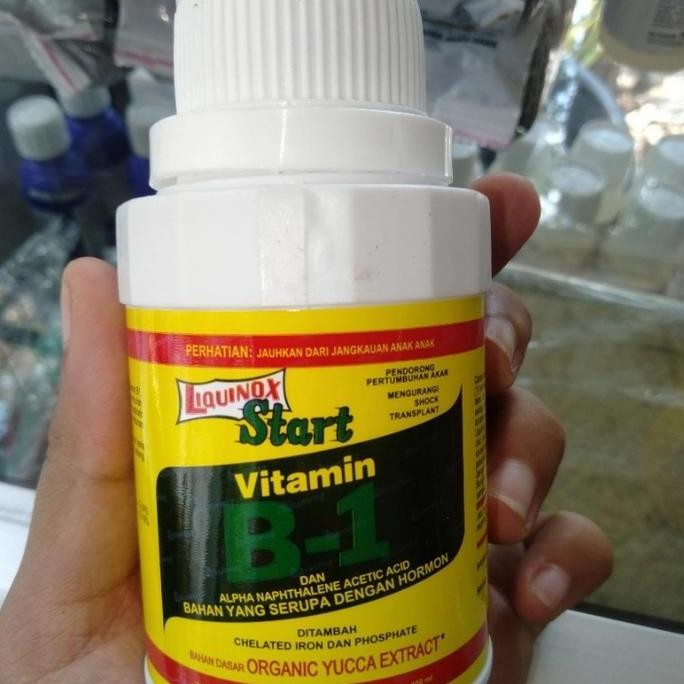 PERHATIAN: JAUHKAN DARI JANGKAUAN ANAK ANAK
PENDORONG
PERTUMBUHAN AKAR
MENGURANGI
SHOCK
TRANSPLANT
LIQUINOX
Start
Vitamin
B-1
DAN
ALPHA NAPHTHALENE ACETIC ACID
BAHAN YANG SERUPA DENGAN HORMON
DITAMBAH
CHELATED IRON DAN PHOSPHATE
BAHAN DASAR ORGANIC YUCCA EXTRACT*